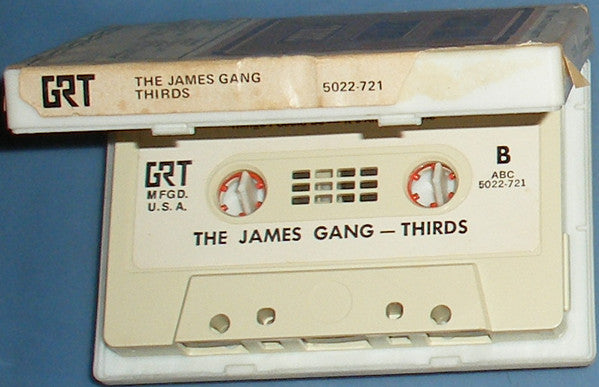 GRT
THE JAMES GANG
THIRDS
5022-721
GRT
MFGD.
U.S.A.
B
ABC
5022-721
THE JAMES GANG — THIRDS